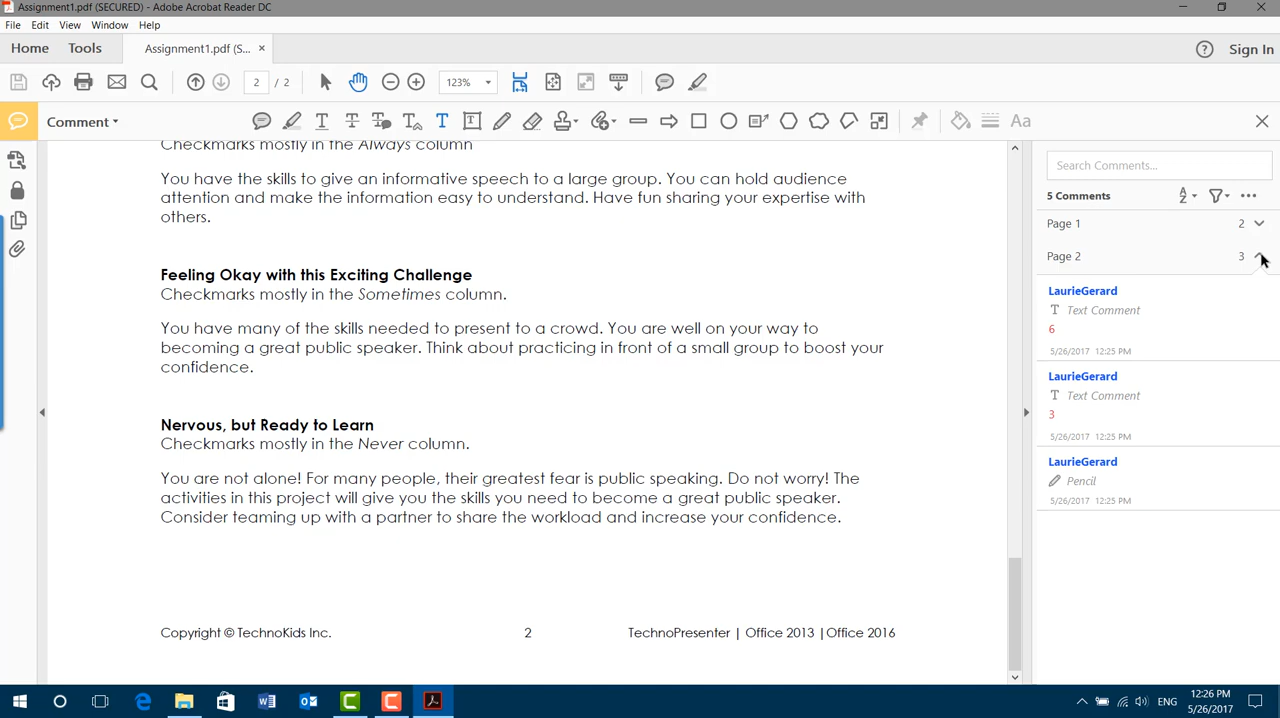 Assignment1.pdf (SECURED) - Adobe Acrobat Reader DC
File Edit View Window Help
Home Tools Assignment1.pdf (S... × Sign In
2 / 2 123%
Comment
Checkmarks mostly in the Always column
You have the skills to give an informative speech to a large group. You can hold audience
attention and make the information easy to understand. Have fun sharing your expertise with
others.
Feeling Okay with this Exciting Challenge
Checkmarks mostly in the Sometimes column.
You have many of the skills needed to present to a crowd. You are well on your way to
becoming a great public speaker. Think about practicing in front of a small group to boost your
confidence.
Nervous, but Ready to Learn
Checkmarks mostly in the Never column.
You are not alone! For many people, their greatest fear is public speaking. Do not worry! The
activities in this project will give you the skills you need to become a great public speaker.
Consider teaming up with a partner to share the workload and increase your confidence.
Copyright © TechnoKids Inc. 2 TechnoPresenter | Office 2013 |Office 2016
Search Comments...
5 Comments
Page 1 2
Page 2 3
LaurieGerard
T Text Comment
6
5/26/2017 12:25 PM
LaurieGerard
T Text Comment
3
5/26/2017 12:25 PM
LaurieGerard
Pencil
5/26/2017 12:25 PM
ENG
12:26 PM
5/26/2017